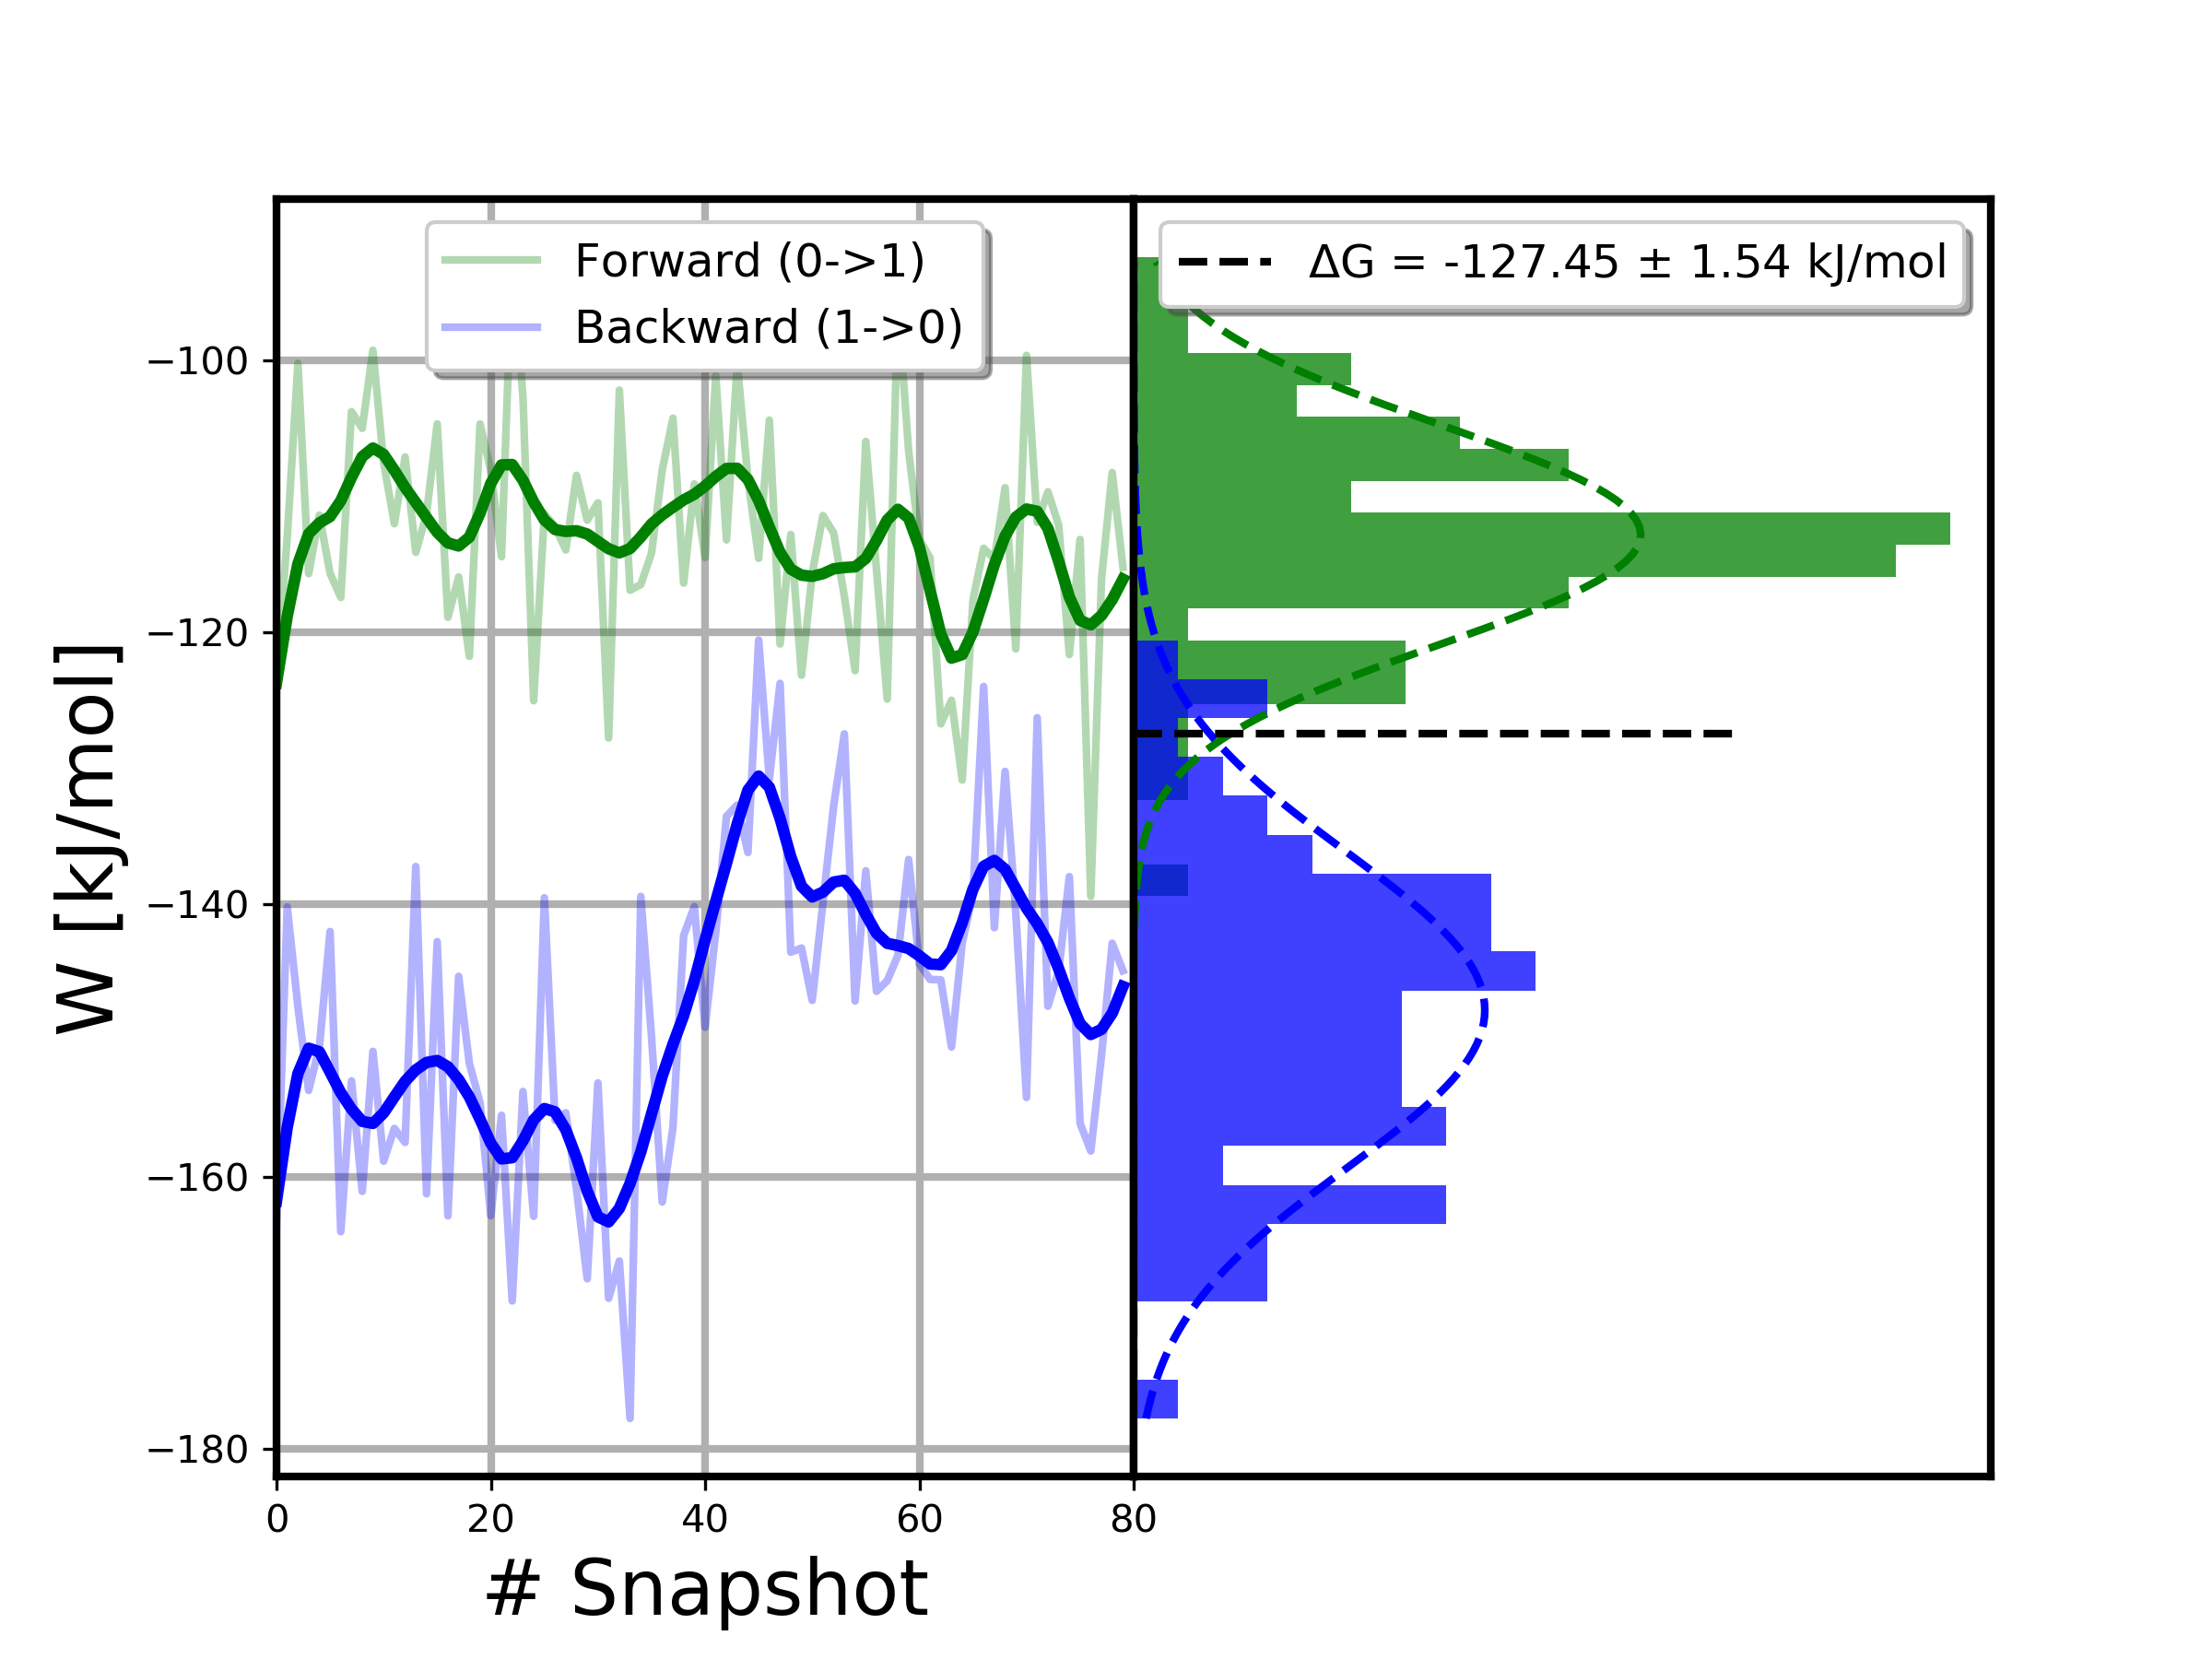 Forward (0->1)
Backward (1->0)
ΔG = -127.45 ± 1.54 kJ/mol
W [kJ/mol]
−100
−120
−140
−160
−180
0 20 40 60 80
# Snapshot